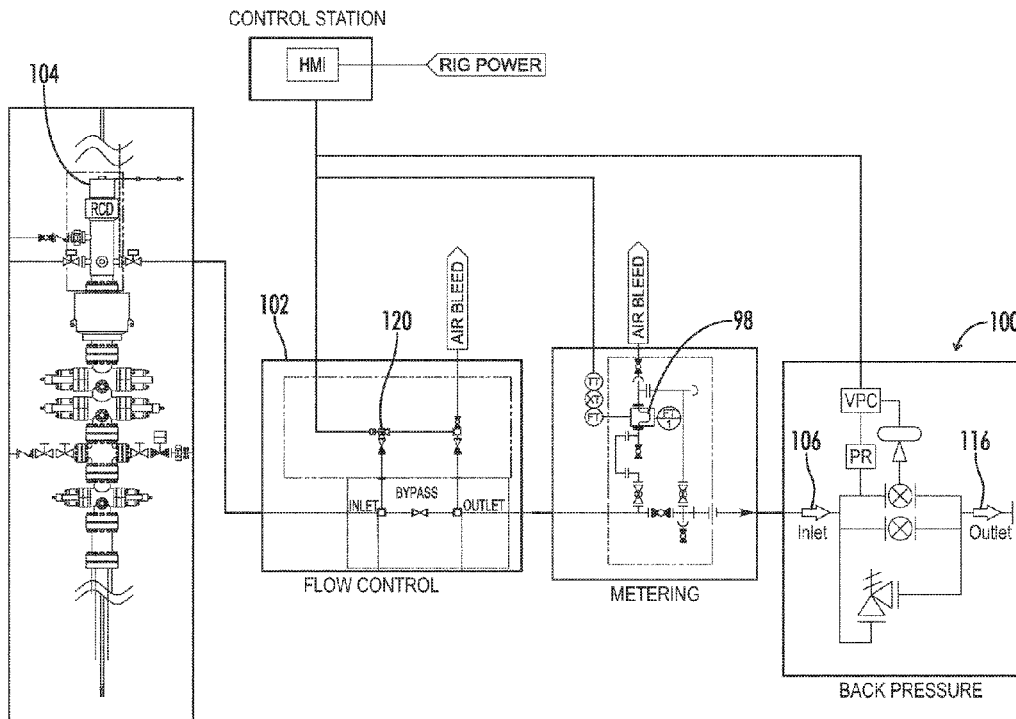 CONTROL STATION
HMI
RIG POWER
104
RCD
102
120
AIR BLEED
AIR BLEED
98
100
VPC
PR
106
116
BYPASS
INLET
OUTLET
Inlet
Outlet
FLOW CONTROL
METERING
BACK PRESSURE